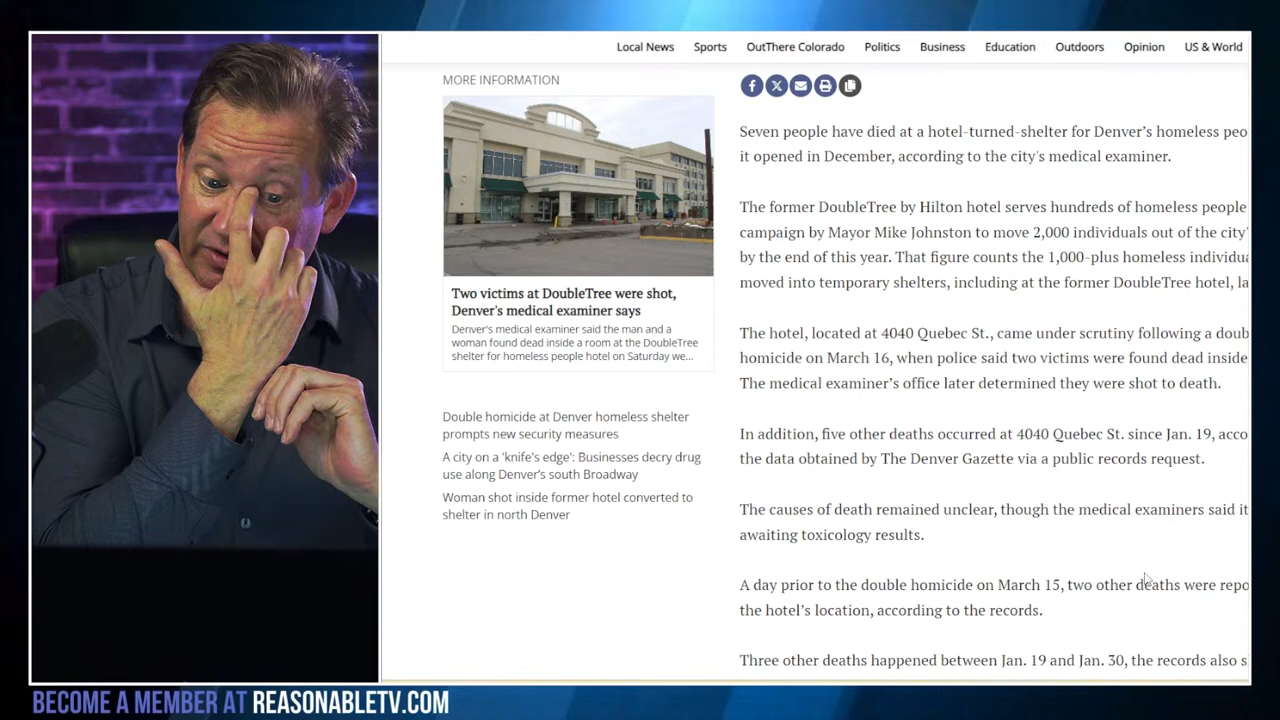 Local News Sports OutThere Colorado Politics Business Education Outdoors Opinion US & World
MORE INFORMATION
Two victims at DoubleTree were shot,
Denver's medical examiner says
Denver's medical examiner said the man and a
woman found dead inside a room at the DoubleTree
shelter for homeless people hotel on Saturday we...
Double homicide at Denver homeless shelter
prompts new security measures
A city on a 'knife's edge': Businesses decry drug
use along Denver's south Broadway
Woman shot inside former hotel converted to
shelter in north Denver
Seven people have died at a hotel-turned-shelter for Denver's homeless peo
it opened in December, according to the city's medical examiner.
The former DoubleTree by Hilton hotel serves hundreds of homeless people
campaign by Mayor Mike Johnston to move 2,000 individuals out of the city'
by the end of this year. That figure counts the 1,000-plus homeless individua
moved into temporary shelters, including at the former DoubleTree hotel, la
The hotel, located at 4040 Quebec St., came under scrutiny following a doub
homicide on March 16, when police said two victims were found dead inside
The medical examiner's office later determined they were shot to death.
In addition, five other deaths occurred at 4040 Quebec St. since Jan. 19, acco
the data obtained by The Denver Gazette via a public records request.
The causes of death remained unclear, though the medical examiners said it
awaiting toxicology results.
A day prior to the double homicide on March 15, two other deaths were repo
the hotel's location, according to the records.
Three other deaths happened between Jan. 19 and Jan. 30, the records also s
BECOME A MEMBER AT REASONABLETV.COM